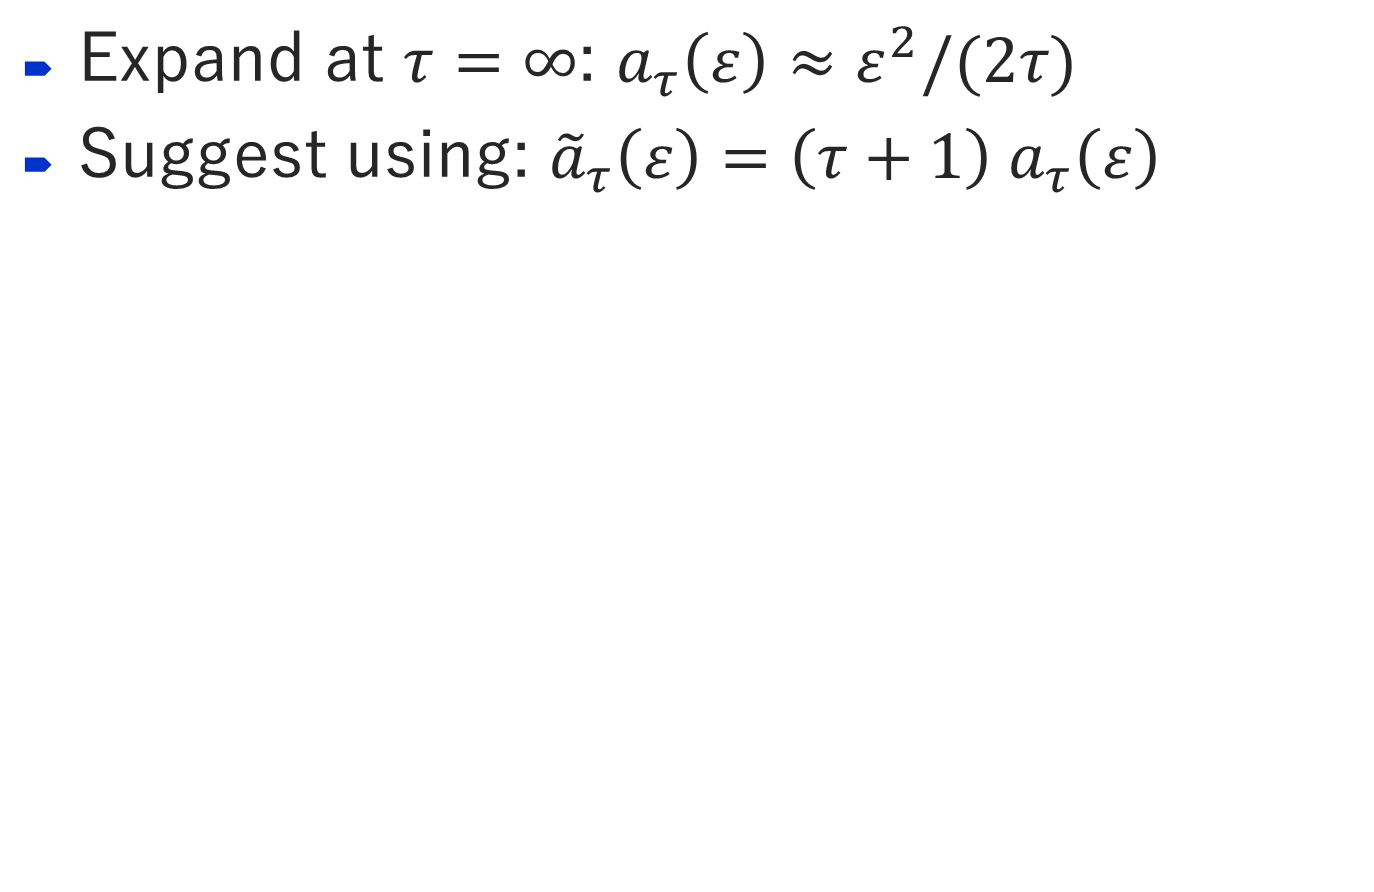 Expand at 𝜏 = ∞: 𝑎_𝜏(𝜀) ≈ 𝜀²/(2𝜏)
Suggest using: ã_𝜏(𝜀) = (𝜏 + 1) 𝑎_𝜏(𝜀)